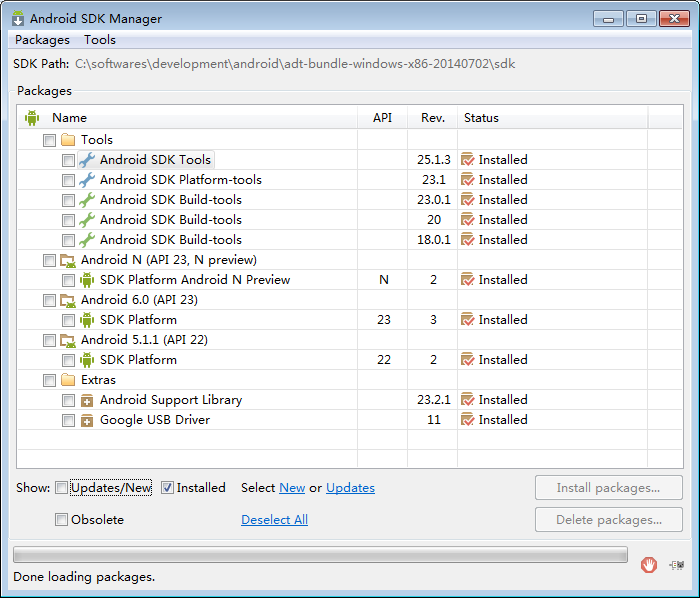 Android SDK Manager
Packages Tools
SDK Path: C:\softwares\development\android\adt-bundle-windows-x86-20140702\sdk
Packages
Name API Rev. Status
Tools
Android SDK Tools 25.1.3 Installed
Android SDK Platform-tools 23.1 Installed
Android SDK Build-tools 23.0.1 Installed
Android SDK Build-tools 20 Installed
Android SDK Build-tools 18.0.1 Installed
Android N (API 23, N preview)
SDK Platform Android N Preview N 2 Installed
Android 6.0 (API 23)
SDK Platform 23 3 Installed
Android 5.1.1 (API 22)
SDK Platform 22 2 Installed
Extras
Android Support Library 23.2.1 Installed
Google USB Driver 11 Installed
Show: Updates/New Installed Select New or Updates Install packages...
Obsolete Deselect All Delete packages...
Done loading packages.